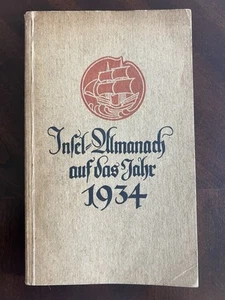 Insel-Almanach
auf das Jahr
1934